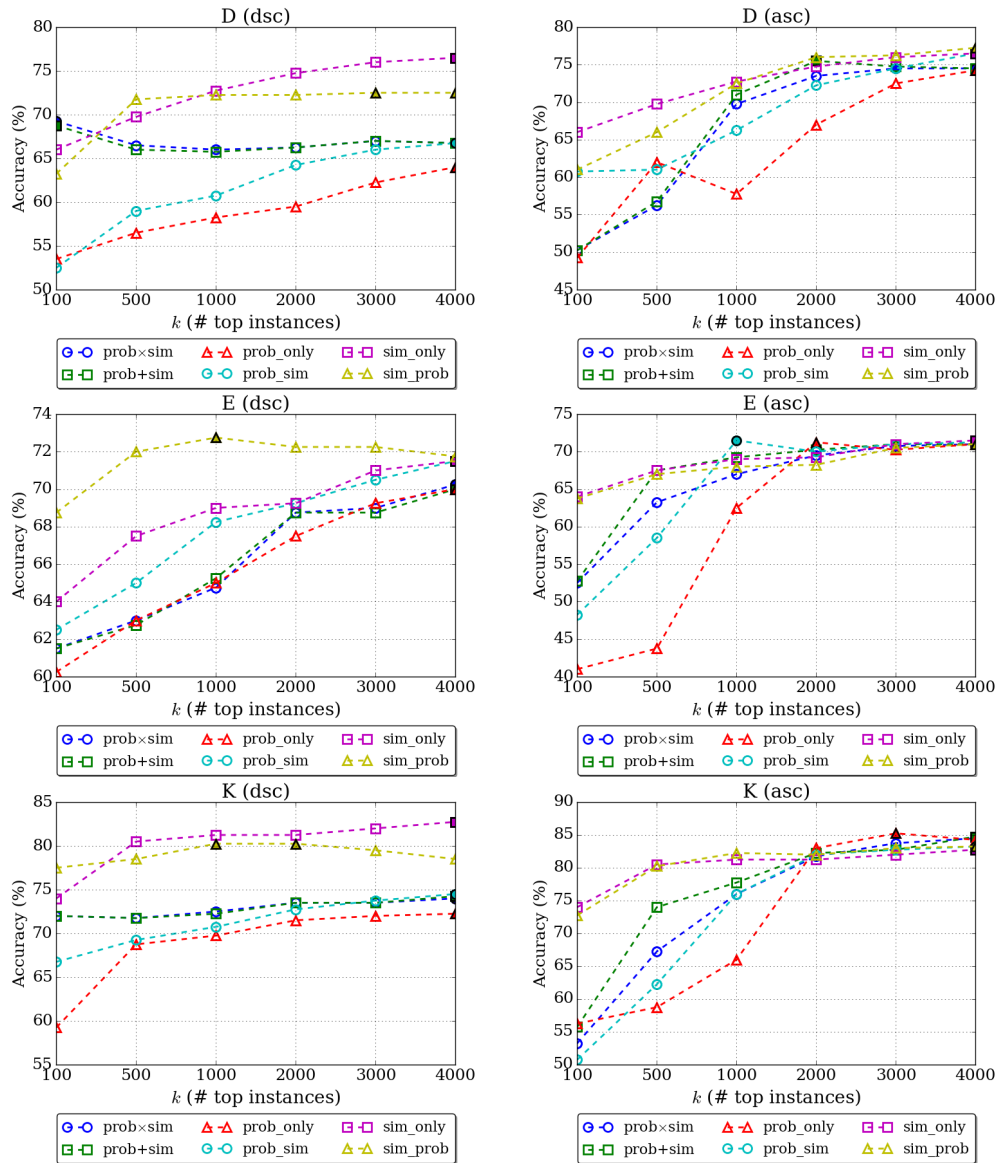 D (dsc)
80
75
70
65
60
55
50
Accuracy (%)
100 500 1000 2000 3000 4000
k (# top instances)
prob×sim prob_only sim_only
prob+sim prob_sim sim_prob
D (asc)
80
75
70
65
60
55
50
45
Accuracy (%)
100 500 1000 2000 3000 4000
k (# top instances)
prob×sim prob_only sim_only
prob+sim prob_sim sim_prob
E (dsc)
74
72
70
68
66
64
62
60
Accuracy (%)
100 500 1000 2000 3000 4000
k (# top instances)
prob×sim prob_only sim_only
prob+sim prob_sim sim_prob
E (asc)
75
70
65
60
55
50
45
40
Accuracy (%)
100 500 1000 2000 3000 4000
k (# top instances)
prob×sim prob_only sim_only
prob+sim prob_sim sim_prob
K (dsc)
85
80
75
70
65
60
55
Accuracy (%)
100 500 1000 2000 3000 4000
k (# top instances)
prob×sim prob_only sim_only
prob+sim prob_sim sim_prob
K (asc)
90
85
80
75
70
65
60
55
50
Accuracy (%)
100 500 1000 2000 3000 4000
k (# top instances)
prob×sim prob_only sim_only
prob+sim prob_sim sim_prob